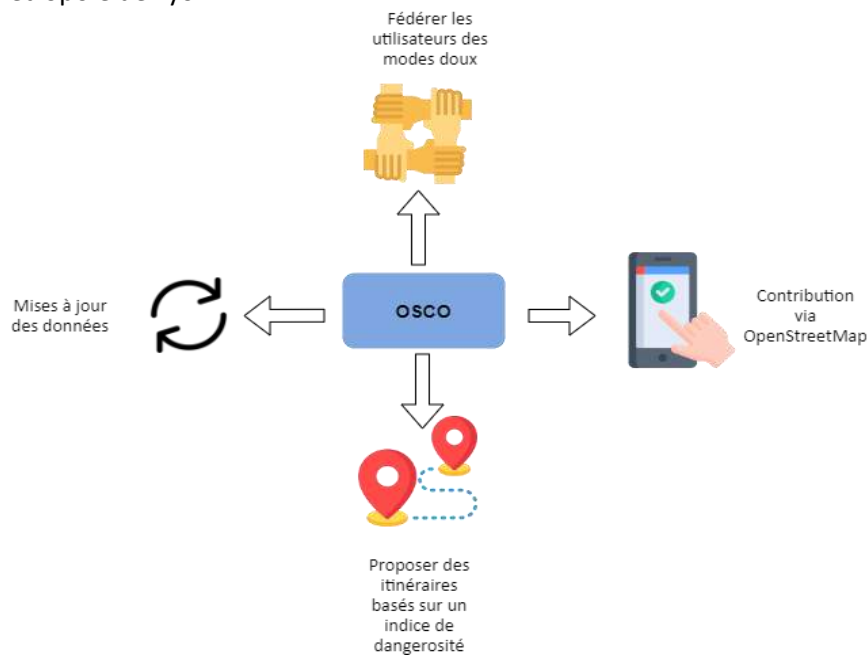 Fédérer les
utilisateurs des
modes doux
Mises à jour
des données
OSCO
Contribution
via
OpenStreetMap
Proposer des
itinéraires
basés sur un
indice de
dangerosité